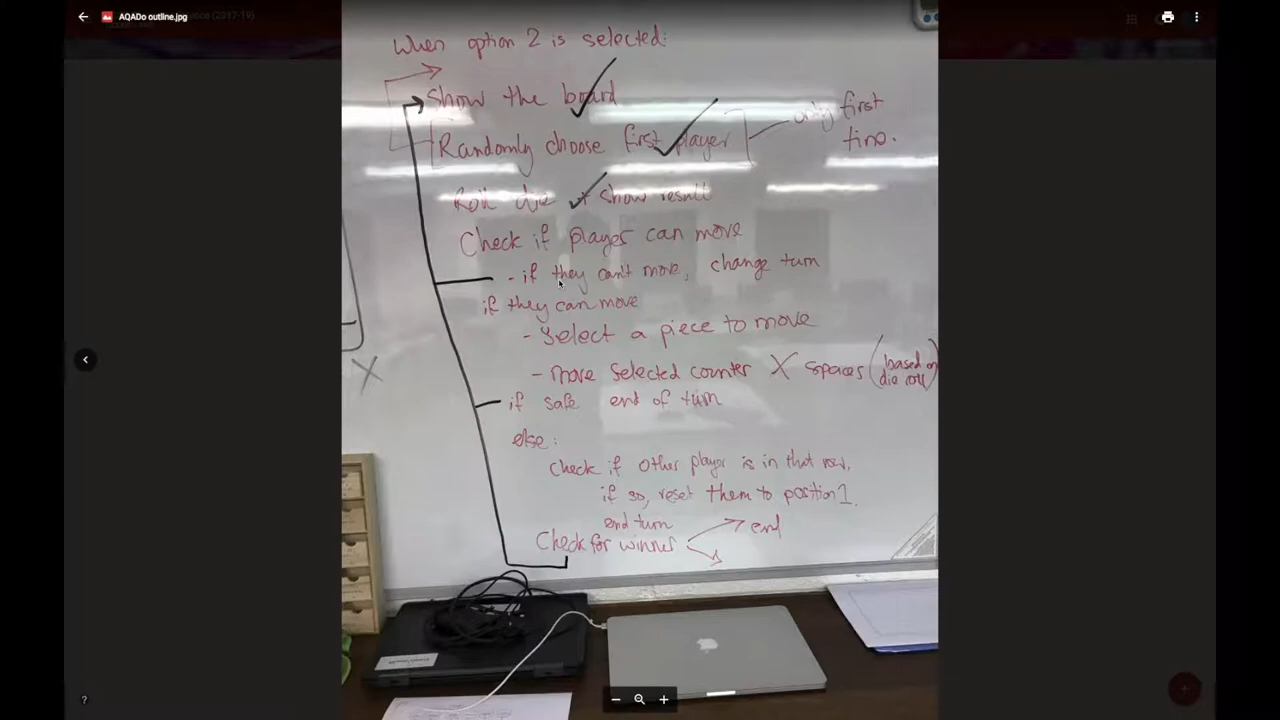 AQADo outline.jpg
(2017-19)
When option 2 is selected:
Show the board
Randomly choose first player
only first
time.
Roll die + show result
Check if player can move
- if they can't move, change turn
if they can move
- Select a piece to move
- move selected counter X spaces (based on
die roll)
if safe end of turn
else:
Check if other player is in that row,
if so, reset them to position 1.
end turn
Check for winner
end
X
?